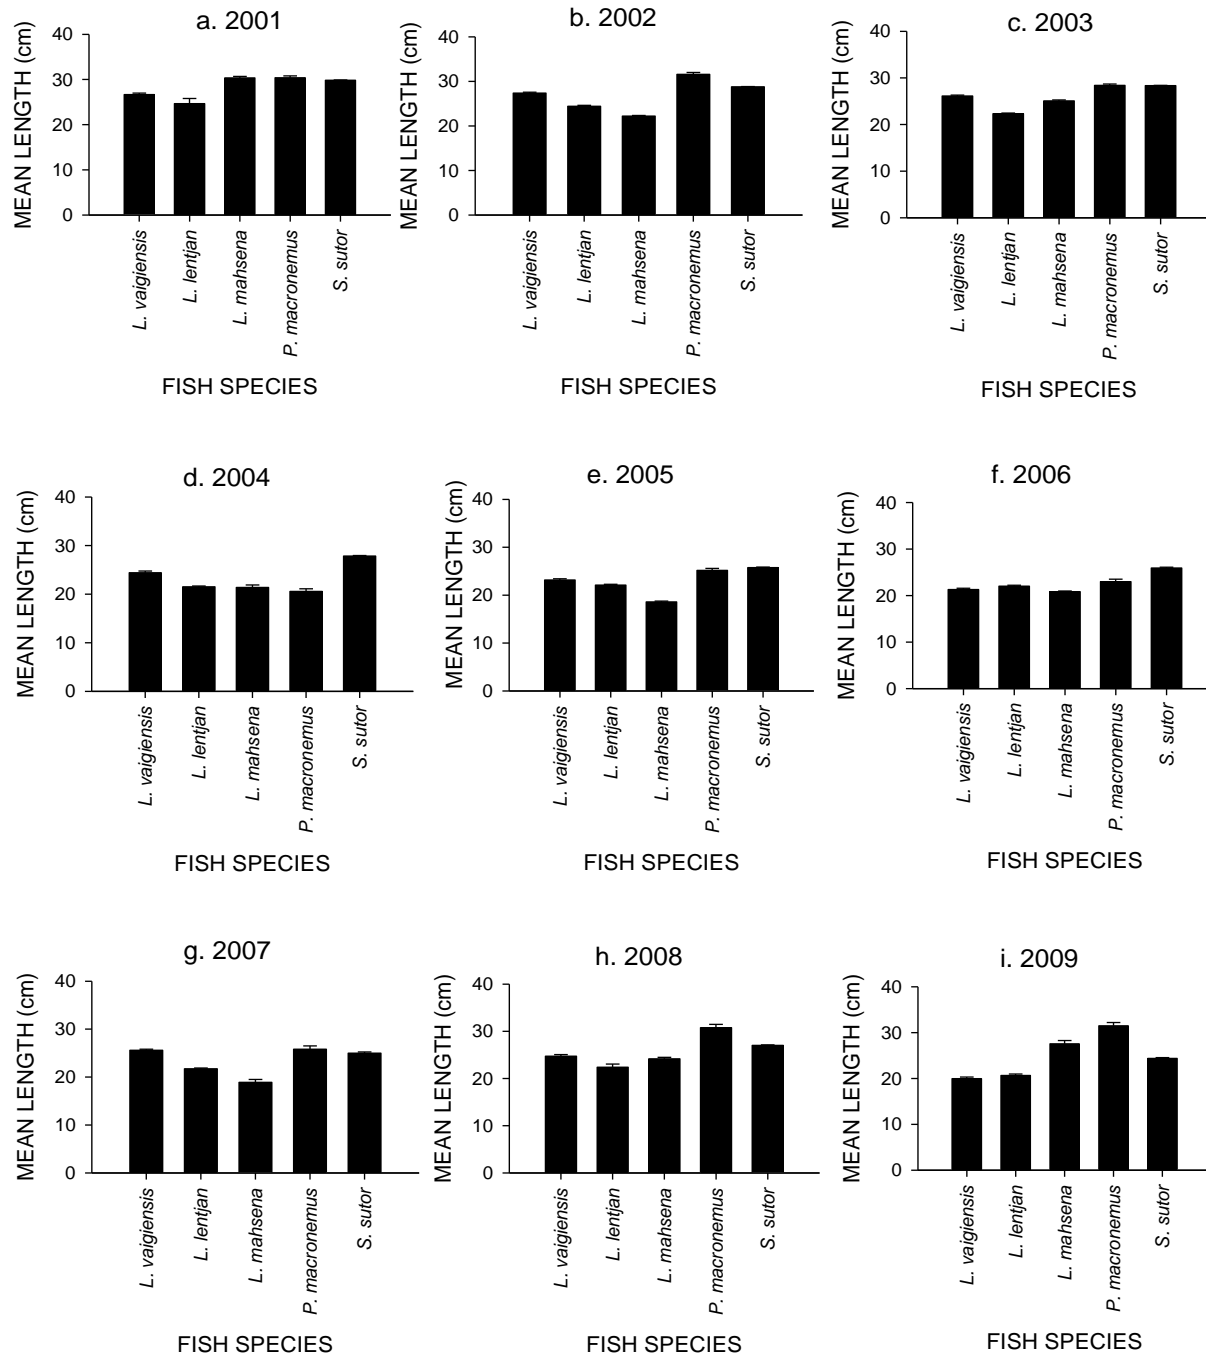 a. 2001
MEAN LENGTH (cm)
40
30
20
10
0
L. vaigiensis
L. lentjan
L. mahsena
P. macronemus
S. sutor
FISH SPECIES
b. 2002
MEAN LENGTH (cm)
40
30
20
10
0
L. vaigiensis
L. lentjan
L. mahsena
P. macronemus
S. sutor
FISH SPECIES
c. 2003
MEAN LENGTH (cm)
40
30
20
10
0
L. vaigiensis
L. lentjan
L. mahsena
P. macronemus
S. sutor
FISH SPECIES
d. 2004
MEAN LENGTH (cm)
40
30
20
10
0
L. vaigiensis
L. lentjan
L. mahsena
P. macronemus
S. sutor
FISH SPECIES
e. 2005
MEAN LENGTH (cm)
40
30
20
10
0
L. vaigiensis
L. lentjan
L. mahsena
P. macronemus
S. sutor
FISH SPECIES
f. 2006
MEAN LENGTH (cm)
40
30
20
10
0
L. vaigiensis
L. lentjan
L. mahsena
P. macronemus
S. sutor
FISH SPECIES
g. 2007
MEAN LENGTH (cm)
40
30
20
10
0
L. vaigiensis
L. lentjan
L. mahsena
P. macronemus
S. sutor
FISH SPECIES
h. 2008
MEAN LENGTH (cm)
40
30
20
10
0
L. vaigiensis
L. lentjan
L. mahsena
P. macronemus
S. sutor
FISH SPECIES
i. 2009
MEAN LENGTH (cm)
40
30
20
10
0
L. vaigiensis
L. lentjan
L. mahsena
P. macronemus
S. sutor
FISH SPECIES